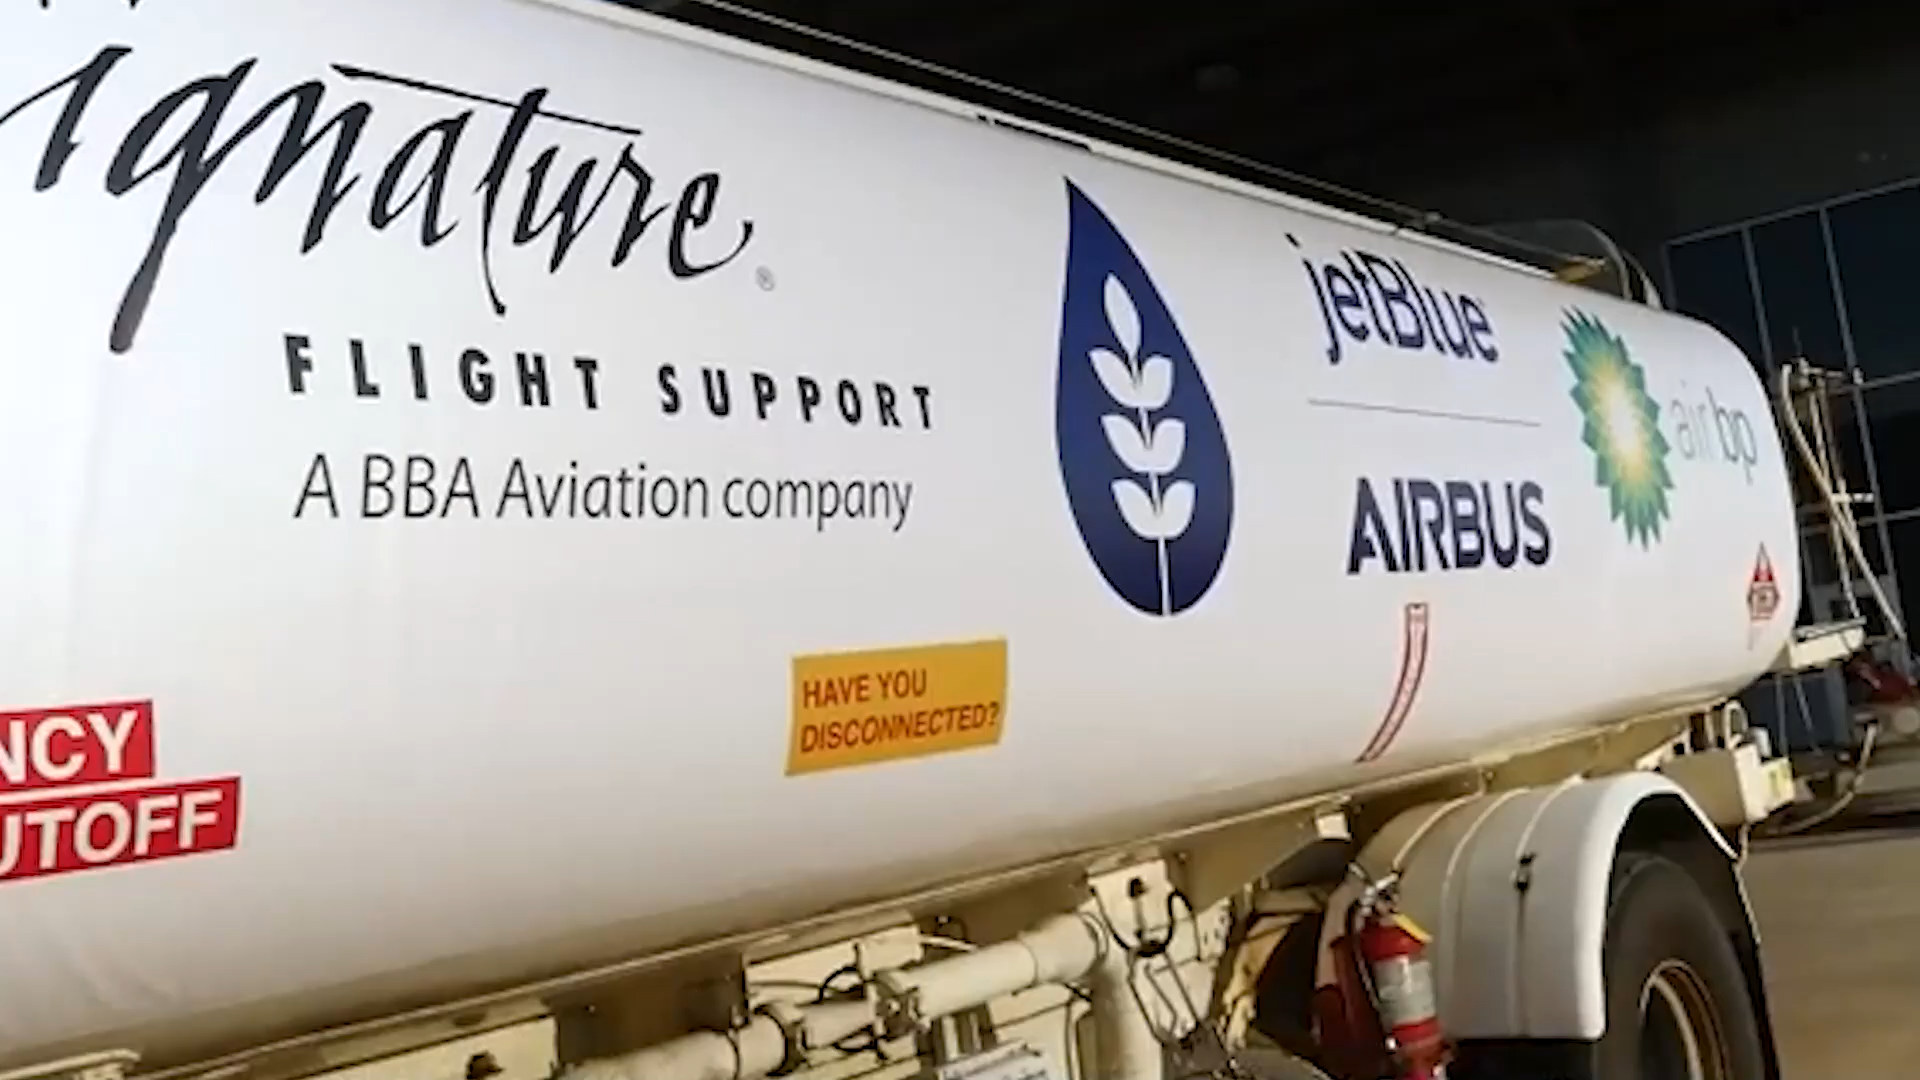 ignature
®
FLIGHT SUPPORT
A BBA Aviation company
jetBlue
AIRBUS
air bp
HAVE YOU
DISCONNECTED?
NCY
UTOFF